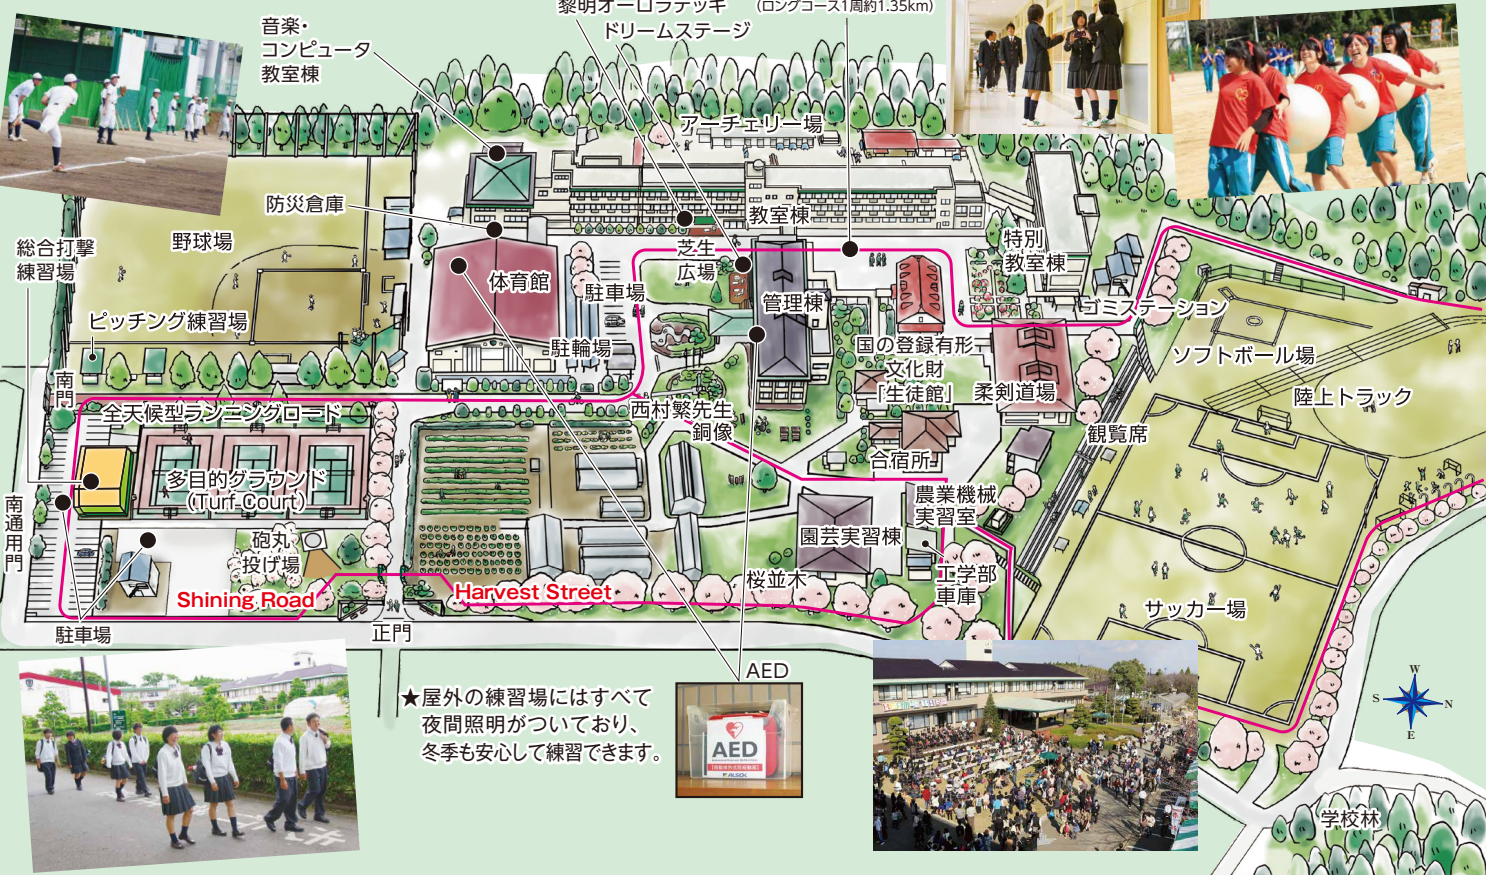 音楽・
コンピュータ
教室棟
黎明オーロラデッキ
ドリームステージ
(ロングコース1周約1.35km)
アーチェリー場
防災倉庫
教室棟
総合打撃
練習場
野球場
体育館
芝生
広場
特別
教室棟
駐車場
管理棟
ゴミステーション
ピッチング練習場
駐輪場
国の登録有形
文化財
「生徒館」
ソフトボール場
南門
柔剣道場
陸上トラック
全天候型ランニングロード
西村繁先生
銅像
観覧席
合宿所
多目的グラウンド
(Turf Court)
農業機械
実習室
南通用門
砲丸
投げ場
園芸実習棟
桜並木
工学部
車庫
Shining Road
Harvest Street
サッカー場
駐車場
正門
AED
★屋外の練習場にはすべて
夜間照明がついており、
冬季も安心して練習できます。
AED
ALSOK
W
S
N
E
学校林